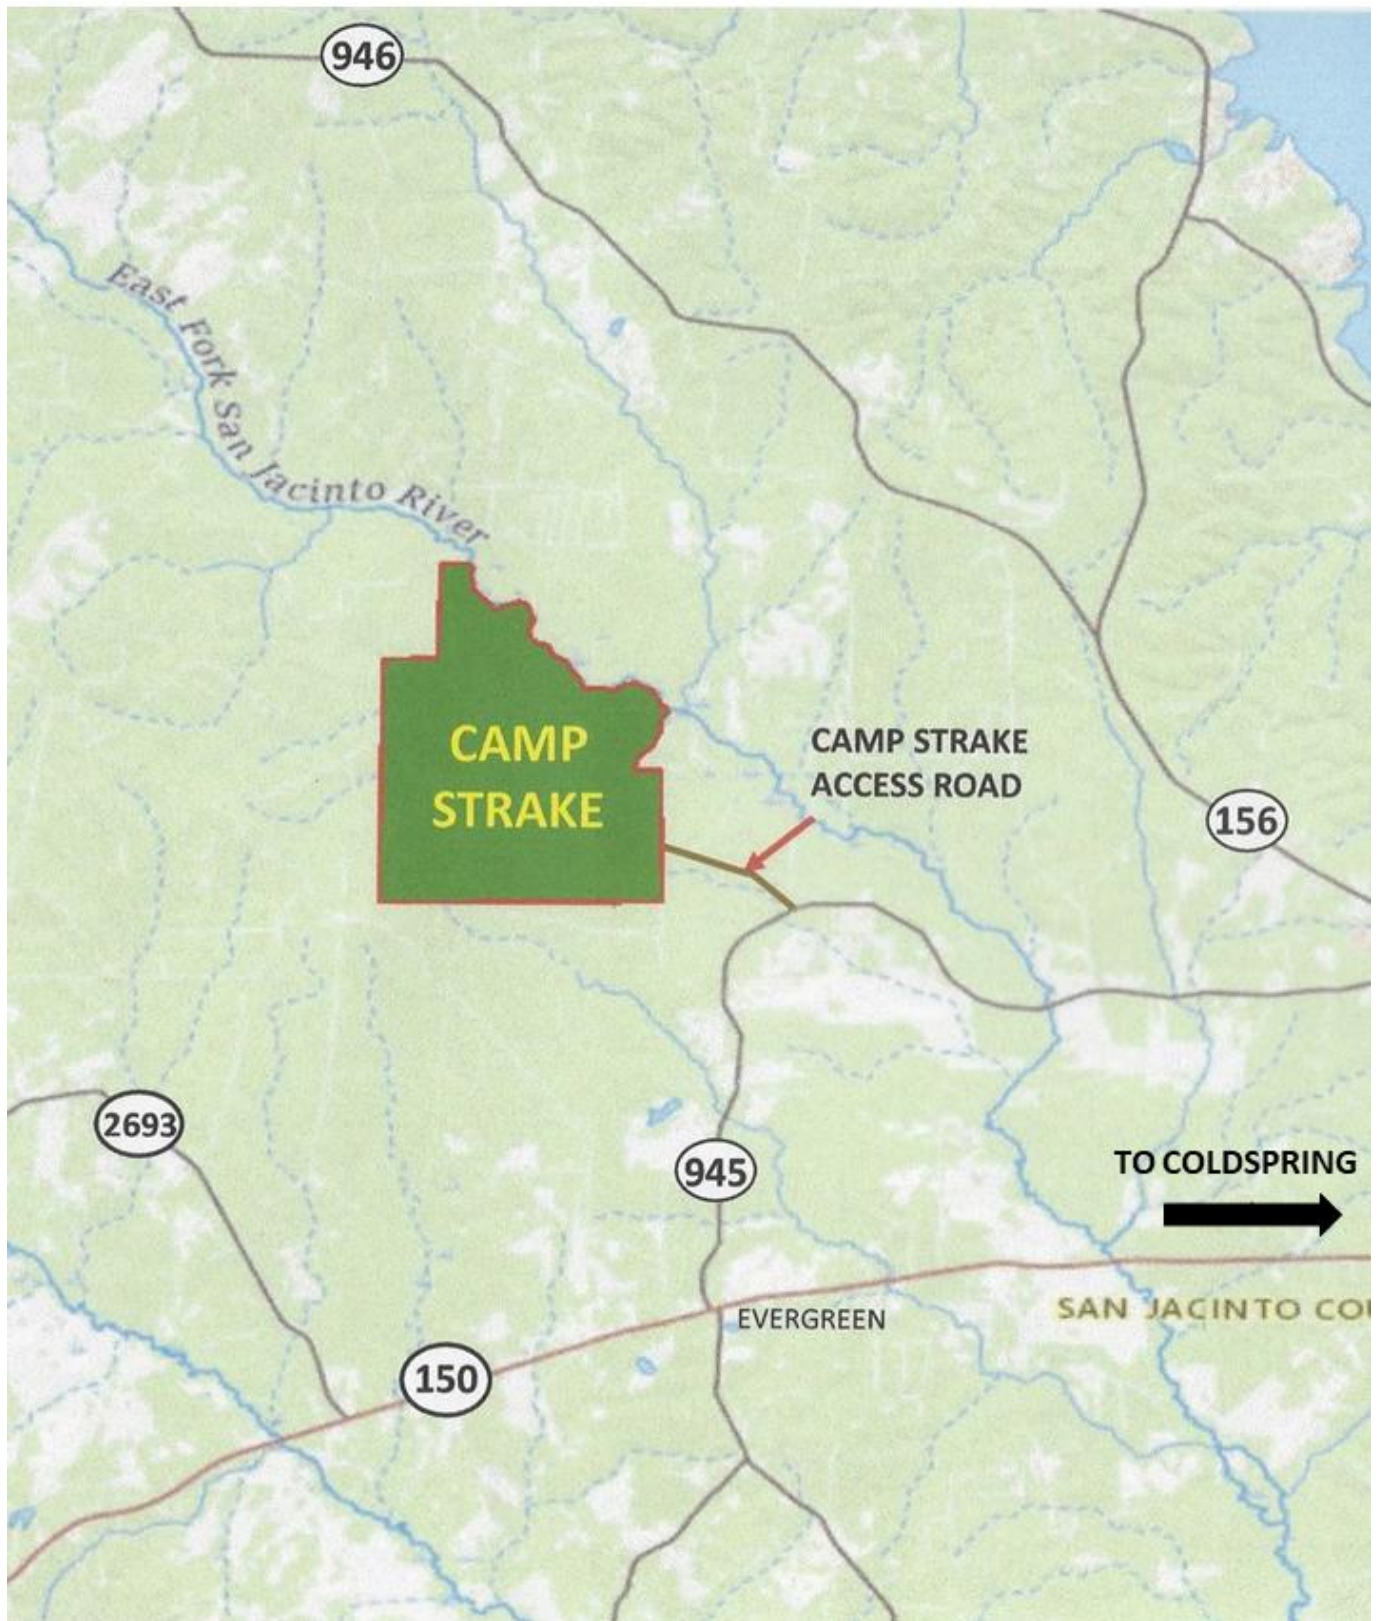 946
East Fork San Jacinto River
CAMP
STRAKE
CAMP STRAKE
ACCESS ROAD
156
2693
945
TO COLDSPRING
EVERGREEN
SAN JACINTO COU
150